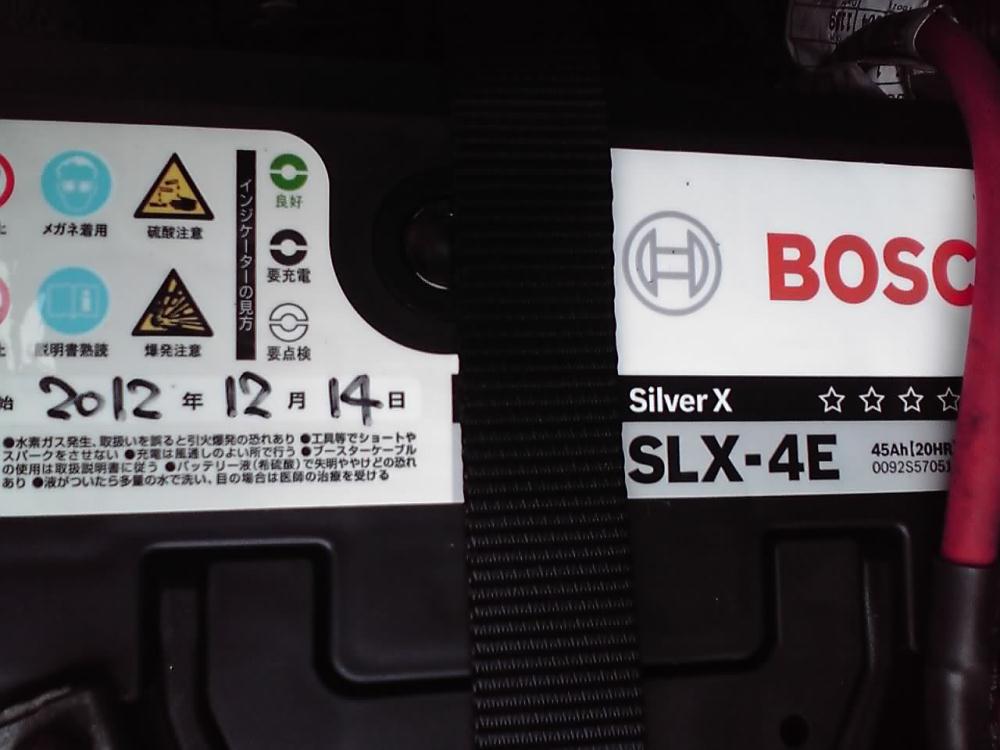 メガネ着用
硫酸注意
説明書熟読
爆発注意
インジケーターの見方
良好
要充電
要点検
始 2012 年 12 月 14 日
●水素ガス発生、取扱いを誤ると引火爆発の恐れあり ●工具等でショートや
スパークをさせない ●充電は風通しのよい所で行う ●ブースターケーブル
の使用は取扱説明書に従う ●バッテリー液(希硫酸)で失明ややけどの恐れ
あり ●液がついたら多量の水で洗い、目の場合は医師の治療を受ける
BOSC
Silver X ☆☆☆☆
SLX-4E
45Ah[20HR
0092S57051